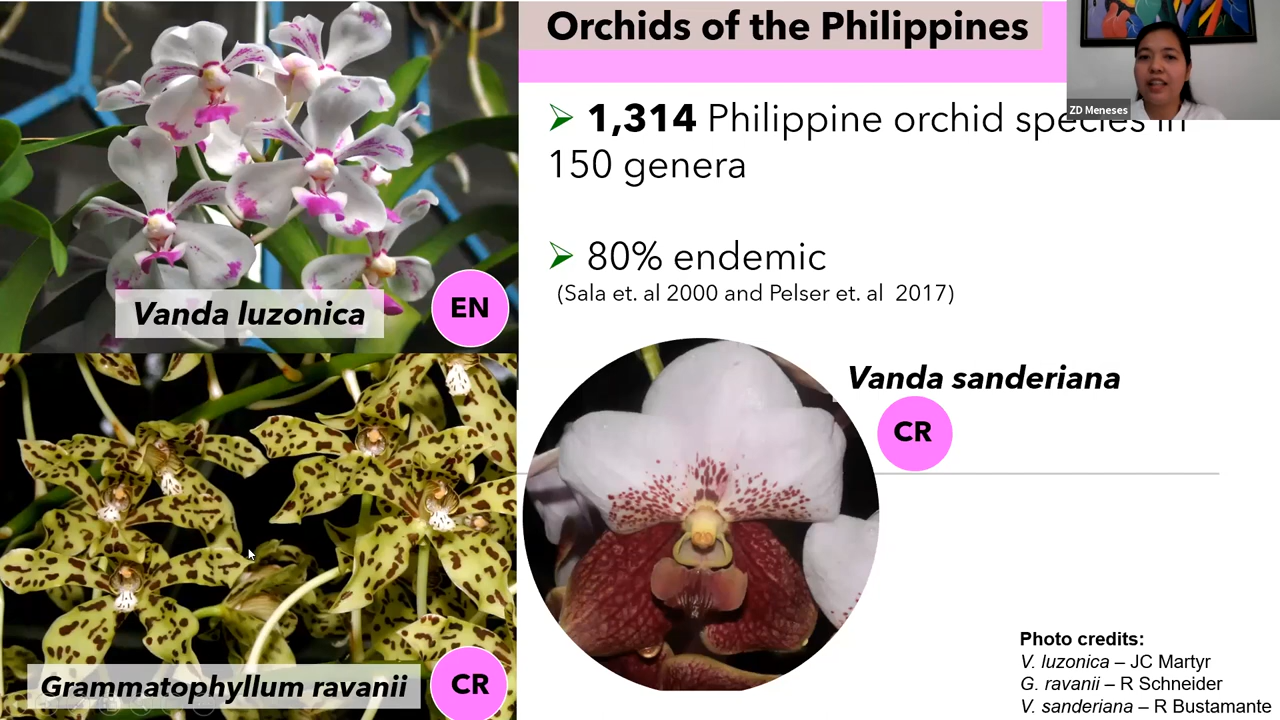 Orchids of the Philippines
ZD Meneses
➢ 1,314 Philippine orchid species in
150 genera
➢ 80% endemic
(Sala et. al 2000 and Pelser et. al 2017)
Vanda luzonica
EN
Vanda sanderiana
CR
Grammatophyllum ravanii
CR
Photo credits:
V. luzonica – JC Martyr
G. ravanii – R Schneider
V. sanderiana – R Bustamante